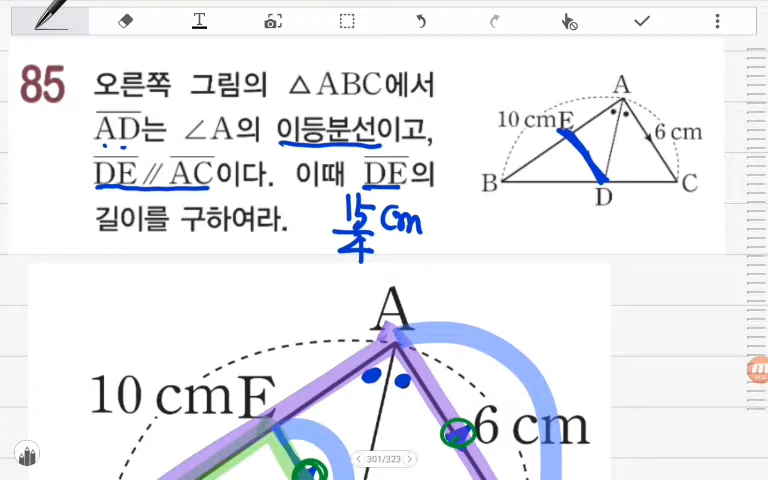 T
85 오른쪽 그림의 △ABC에서
AD는 ∠A의 이등분선이고,
DE // AC이다. 이때 DE의
길이를 구하여라.
15/4 cm
A
10 cm E
6 cm
B
D
C
A
10 cm E
6 cm
301/323